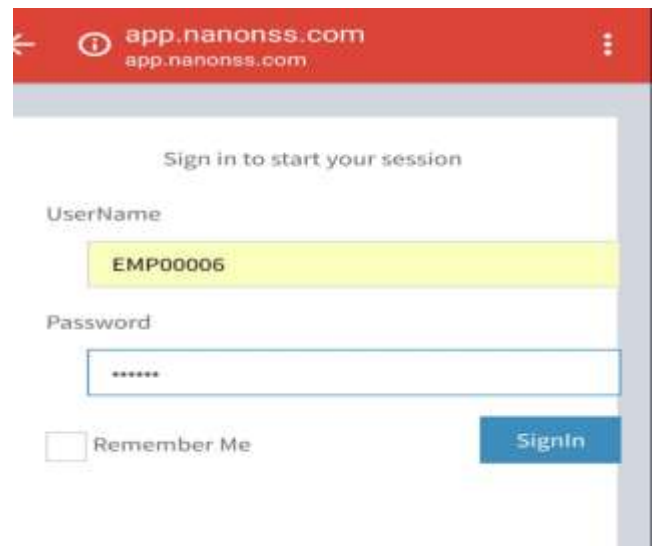 app.nanonss.com
app.nanonss.com
Sign in to start your session
UserName
EMP00006
Password
••••••
Remember Me
SignIn